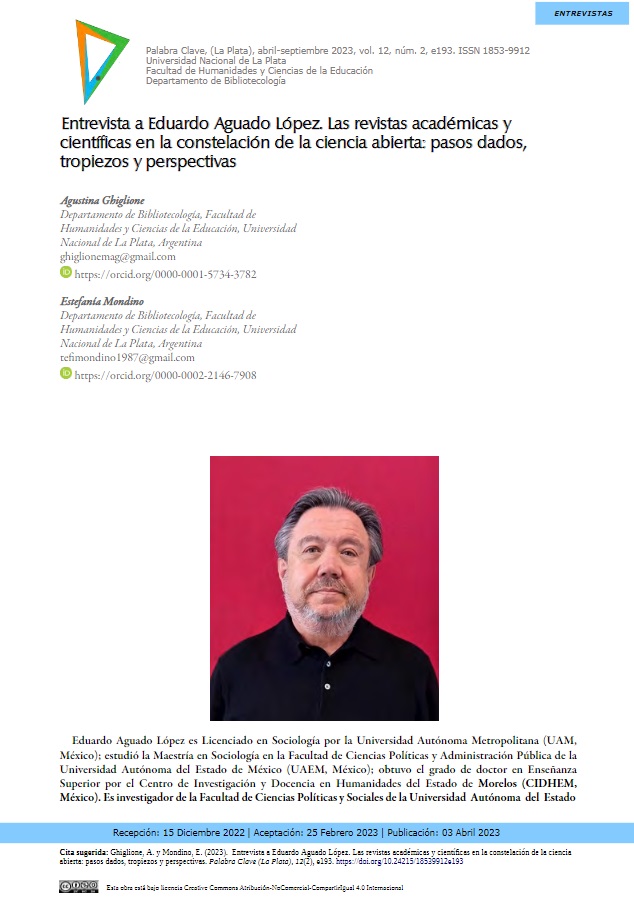 ENTREVISTAS
Palabra Clave, (La Plata), abril-septiembre 2023, vol. 12, núm. 2, e193. ISSN 1853-9912
Universidad Nacional de La Plata
Facultad de Humanidades y Ciencias de la Educación
Departamento de Bibliotecología
Entrevista a Eduardo Aguado López. Las revistas académicas y
científficas en la constelación de la ciencia abierta: pasos dados,
tropiezos y perspectivas
Agustina Ghiglione
Departamento de Bibliotecología, Facultad de
Humanidades y Ciencias de la Educación, Universidad
Nacional de La Plata, Argentina
ghiglionemag@gmail.com
iD https://orcid.org/0000-0001-5734-3782
Estefanía Mondino
Departamento de Bibliotecología, Facultad de
Humanidades y Ciencias de la Educación, Universidad
Nacional de La Plata, Argentina
tefimondino1987@gmail.com
iD https://orcid.org/0000-0002-2146-7908
Eduardo Aguado López es Licenciado en Sociología por la Universidad Autónoma Metropolitana (UAM,
México); estudió la Maestría en Sociología en la Facultad de Ciencias Políticas y Administración Pública de la
Universidad Autónoma del Estado de México (UAEM, México); obtuvo el grado de doctor en Enseñanza
Superior por el Centro de Investigación y Docencia en Humanidades del Estado de Morelos (CIDHEM,
México). Es investigador de la Facultad de Ciencias Políticas y Sociales de la Universidad Autónoma del Estado
Recepción: 15 Diciembre 2022 | Aceptación: 25 Febrero 2023 | Publicación: 03 Abril 2023
Cita sugerida: Ghiglione, A. y Mondino, E. (2023). Entrevista a Eduardo Aguado López. Las revistas académicas y científicas en la constelación de la ciencia
abierta: pasos dados, tropiezos y perspectivas. Palabra Clave (La Plata), 12(2), e193. https://doi.org/10.24215/18539912e193
Esta obra está bajo licencia Creative Commons Atribución-NoComercial-CompartirIgual 4.0 Internacional